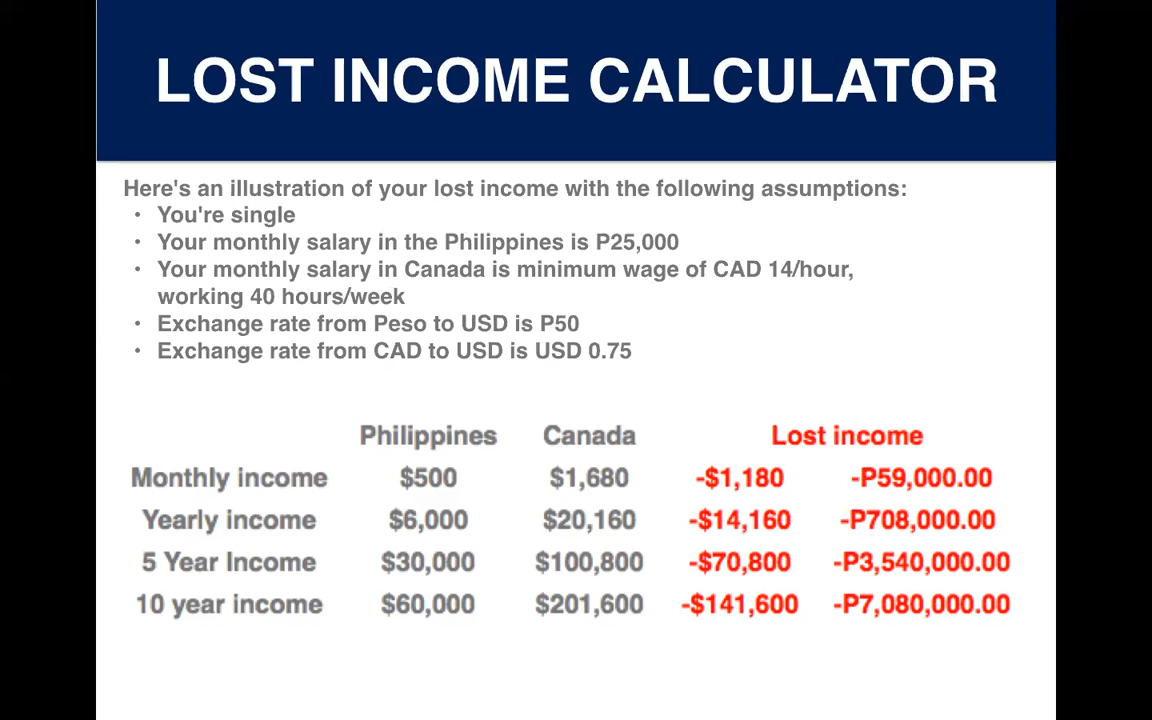 LOST INCOME CALCULATOR
Here's an illustration of your lost income with the following assumptions:
• You're single
• Your monthly salary in the Philippines is P25,000
• Your monthly salary in Canada is minimum wage of CAD 14/hour,
working 40 hours/week
• Exchange rate from Peso to USD is P50
• Exchange rate from CAD to USD is USD 0.75
Philippines Canada Lost income
Monthly income $500 $1,680 -$1,180 -P59,000.00
Yearly income $6,000 $20,160 -$14,160 -P708,000.00
5 Year Income $30,000 $100,800 -$70,800 -P3,540,000.00
10 year income $60,000 $201,600 -$141,600 -P7,080,000.00